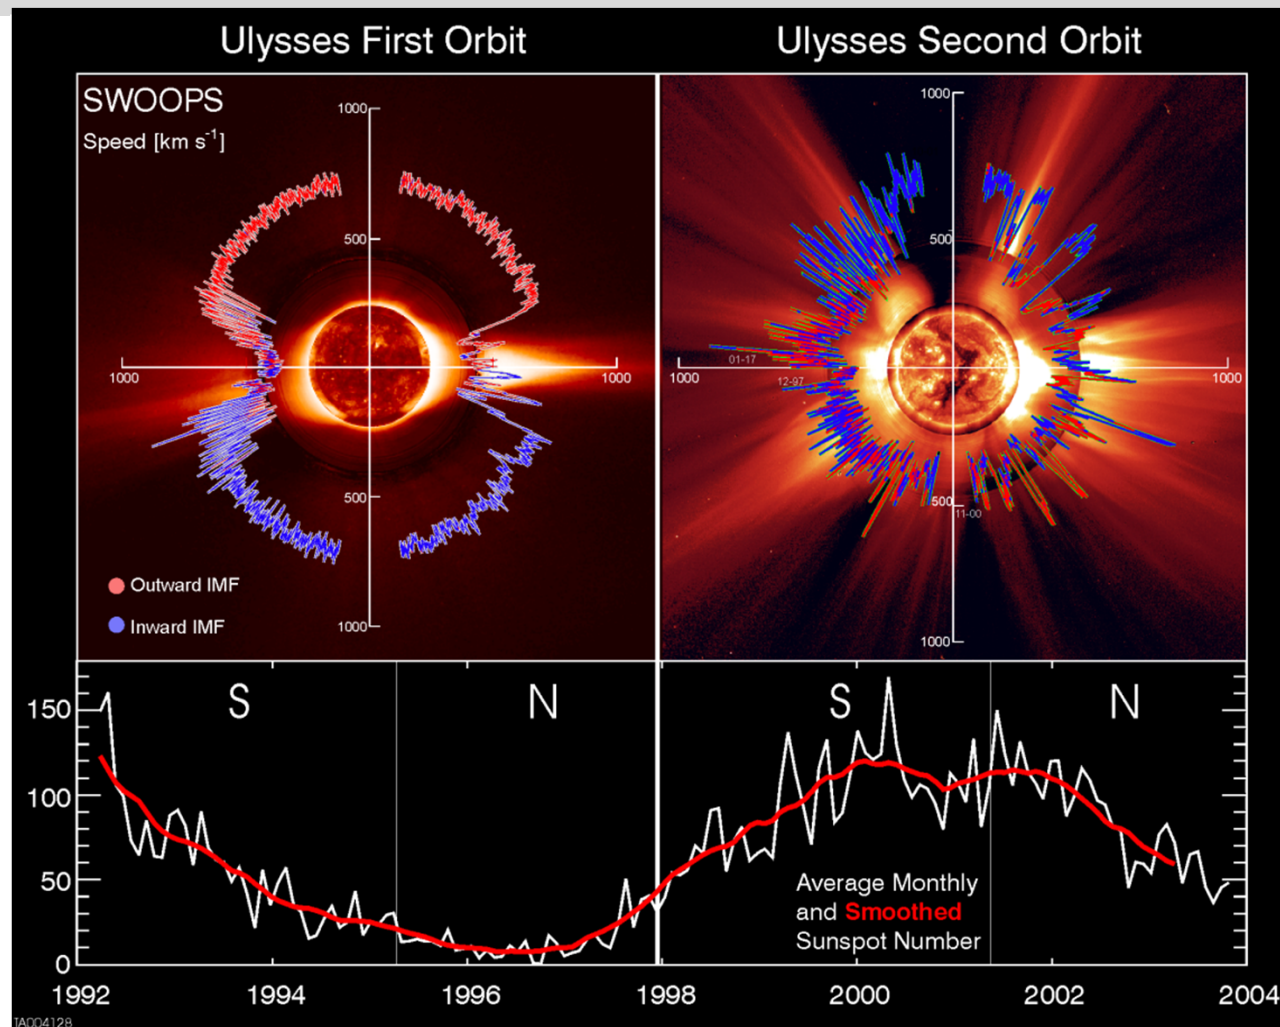 Ulysses First Orbit
Ulysses Second Orbit
SWOOPS
Speed [km s⁻¹]
1000
500
1000
1000
500
1000
Outward IMF
Inward IMF
1000
500
01-17
1000
1000
12-97
500
11-00
1000
S
N
S
N
150
100
50
0
Average Monthly
and Smoothed
Sunspot Number
1992
1994
1996
1998
2000
2002
2004
TA004128